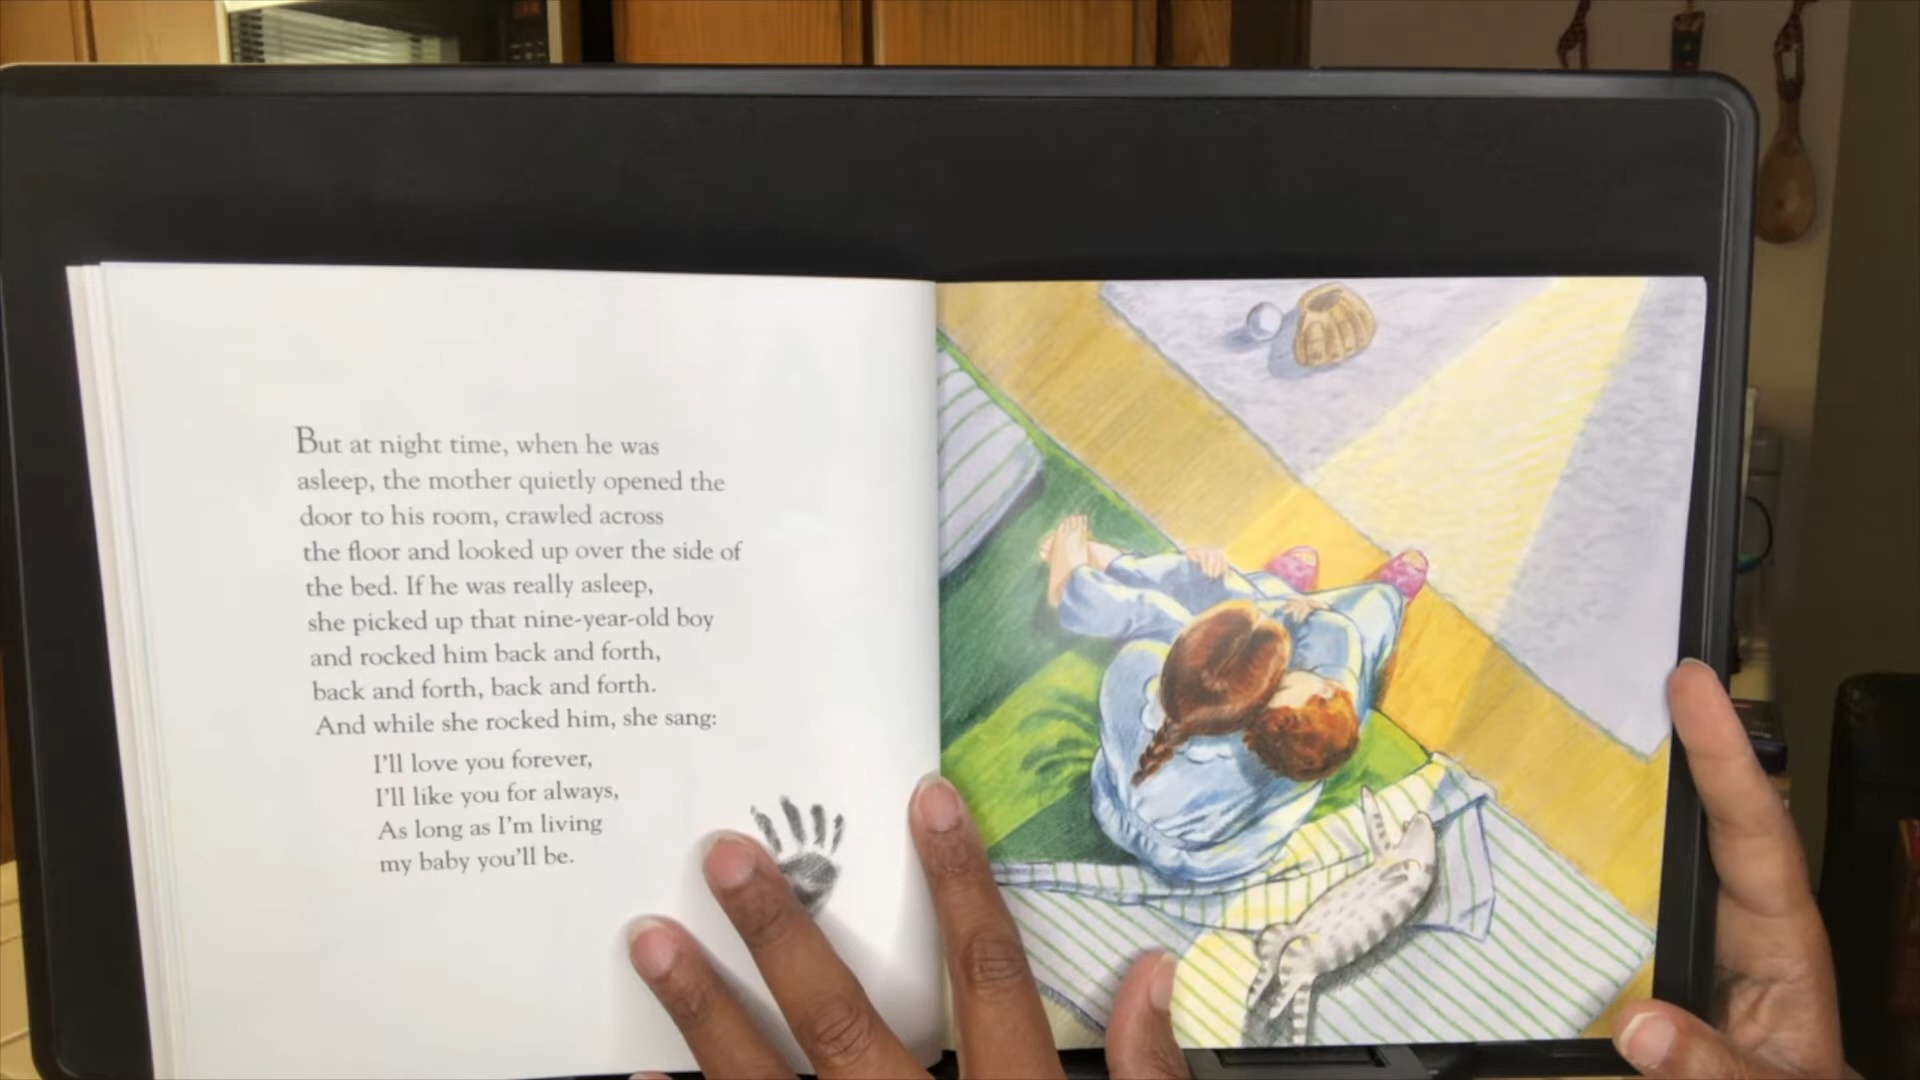 But at night time, when he was
asleep, the mother quietly opened the
door to his room, crawled across
the floor and looked up over the side of
the bed. If he was really asleep,
she picked up that nine-year-old boy
and rocked him back and forth,
back and forth, back and forth.
And while she rocked him, she sang:
I'll love you forever,
I'll like you for always,
As long as I'm living
my baby you'll be.